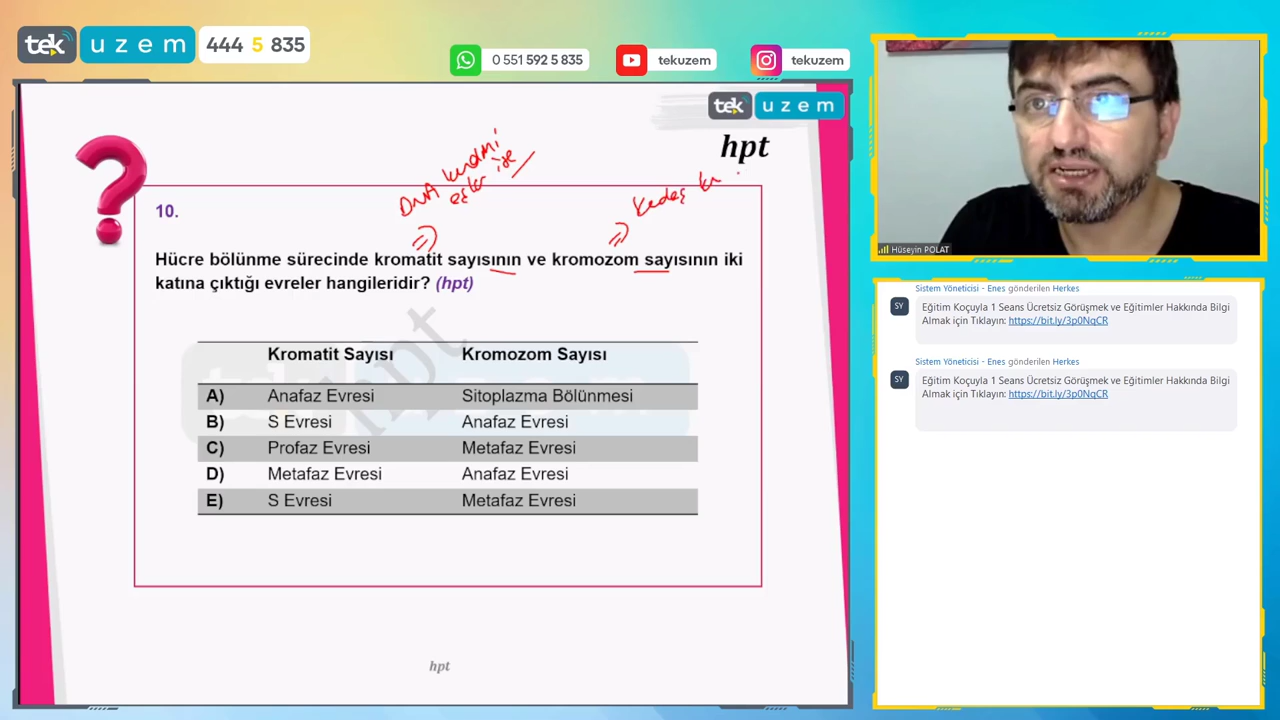 tek uzem 444 5 835
0 551 592 5 835
tekuzem
tekuzem
tek uzem
hpt
DNA kendini
eşler ise
Kardeş kr
10.
Hücre bölünme sürecinde kromatit sayısının ve kromozom sayısının iki
katına çıktığı evreler hangileridir? (hpt)
hpt
Kromatit Sayısı Kromozom Sayısı
A) Anafaz Evresi Sitoplazma Bölünmesi
B) S Evresi Anafaz Evresi
C) Profaz Evresi Metafaz Evresi
D) Metafaz Evresi Anafaz Evresi
E) S Evresi Metafaz Evresi
hpt
Hüseyin POLAT
Sistem Yöneticisi - Enes gönderilen Herkes
SY
Eğitim Koçuyla 1 Seans Ücretsiz Görüşmek ve Eğitimler Hakkında Bilgi
Almak için Tıklayın: https://bit.ly/3p0NqCR
Sistem Yöneticisi - Enes gönderilen Herkes
SY
Eğitim Koçuyla 1 Seans Ücretsiz Görüşmek ve Eğitimler Hakkında Bilgi
Almak için Tıklayın: https://bit.ly/3p0NqCR